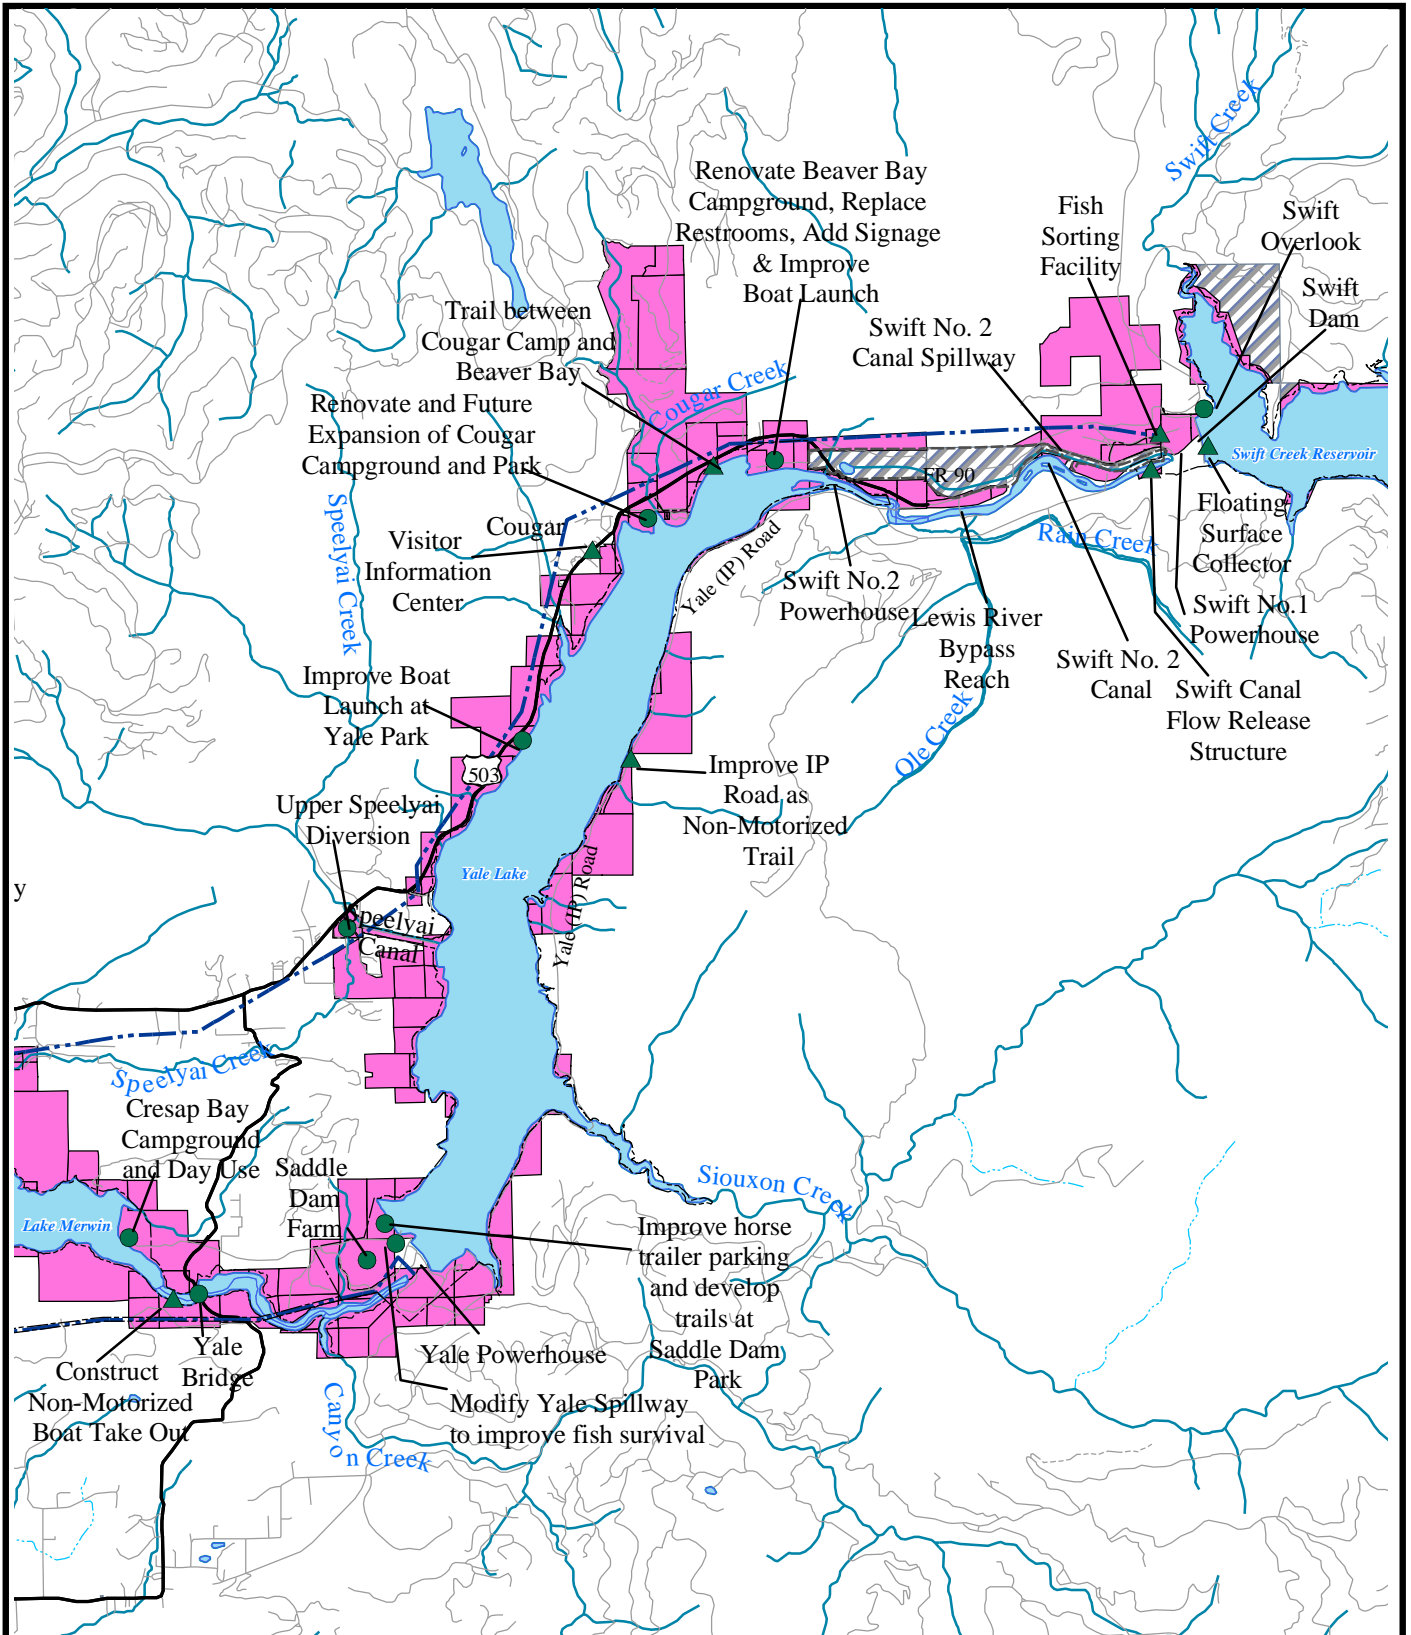 Swift Creek
Renovate Beaver Bay
Campground, Replace
Restrooms, Add Signage
& Improve
Boat Launch
Fish
Sorting
Facility
Swift
Overlook
Swift
Dam
Trail between
Cougar Camp and
Beaver Bay
Swift No. 2
Canal Spillway
Cougar Creek
Renovate and Future
Expansion of Cougar
Campground and Park
Swift Creek Reservoir
FR 90
Speelyai Creek
Cougar
Visitor
Information
Center
Floating
Surface
Collector
Rain Creek
Yale (IP) Road
Swift No.2
Powerhouse
Swift No.1
Powerhouse
Lewis River
Bypass
Reach
Swift No. 2
Canal
Swift Canal
Flow Release
Structure
Improve Boat
Launch at
Yale Park
Ole Creek
503
Improve IP
Road as
Non-Motorized
Trail
Upper Speelyai
Diversion
Yale Lake
y
Yale (IP) Road
Speelyai
Canal
Speelyai Creek
Cresap Bay
Campground
and Day Use
Saddle
Dam
Farm
Siouxon Creek
Lake Merwin
Improve horse
trailer parking
and develop
trails at
Saddle Dam
Park
Yale
Bridge
Yale Powerhouse
Construct
Non-Motorized
Boat Take Out
Modify Yale Spillway
to improve fish survival
Canyon Creek